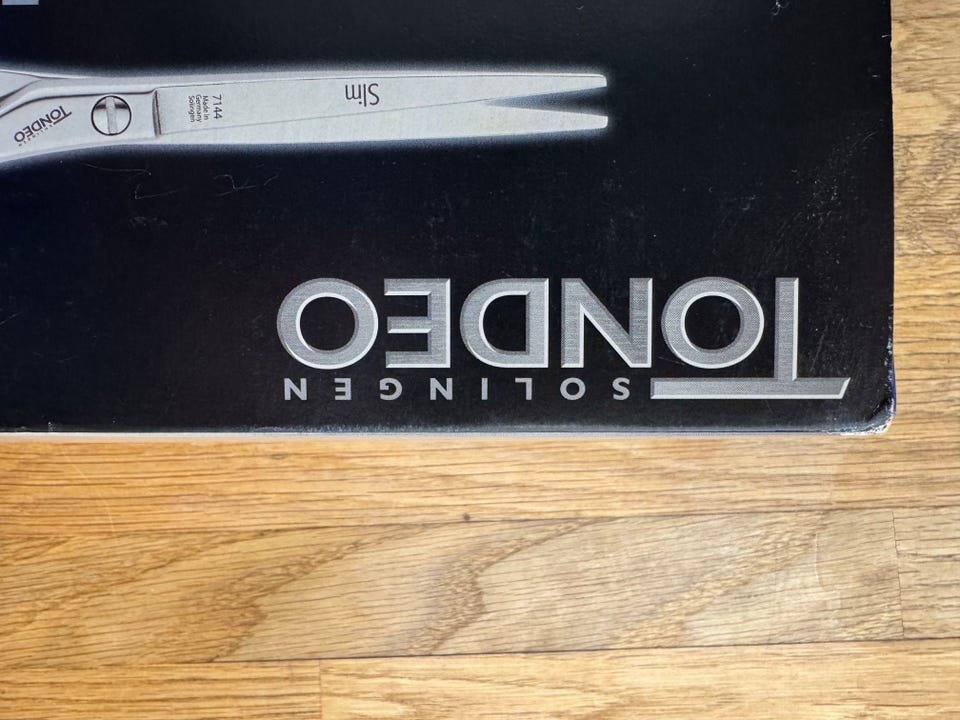 TONDEO
SOLINGEN
Slim
7144
Made in
Germany
Solingen
TONDEO